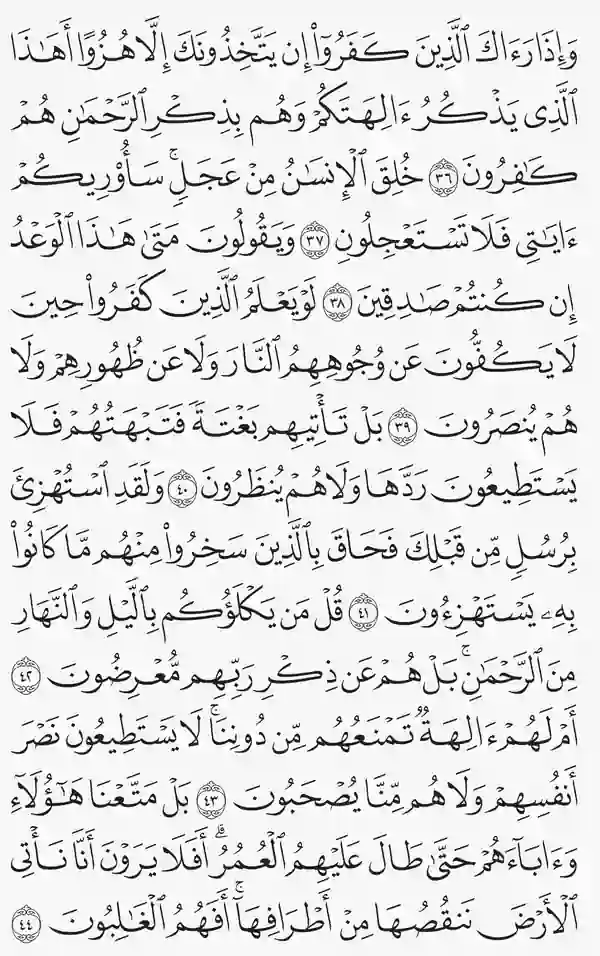 وَإِذَا رَءَاكَ ٱلَّذِينَ كَفَرُوٓا۟ إِن يَتَّخِذُونَكَ إِلَّا هُزُوًا أَهَٰذَا
ٱلَّذِى يَذْكُرُ ءَالِهَتَكُمْ وَهُم بِذِكْرِ ٱلرَّحْمَٰنِ هُمْ
كَٰفِرُونَ ٣٦ خُلِقَ ٱلْإِنسَٰنُ مِنْ عَجَلٍۢ ۚ سَأُو۟رِيكُمْ
ءَايَٰتِى فَلَا تَسْتَعْجِلُونِ ٣٧ وَيَقُولُونَ مَتَىٰ هَٰذَا ٱلْوَعْدُ
إِن كُنتُمْ صَٰدِقِينَ ٣٨ لَوْ يَعْلَمُ ٱلَّذِينَ كَفَرُوا۟ حِينَ
لَا يَكُفُّونَ عَن وُجُوهِهِمُ ٱلنَّارَ وَلَا عَن ظُهُورِهِمْ وَلَا
هُمْ يُنصَرُونَ ٣٩ بَلْ تَأْتِيهِم بَغْتَةًۭ فَتَبْهَتُهُمْ فَلَا
يَسْتَطِيعُونَ رَدَّهَا وَلَا هُمْ يُنظَرُونَ ٤٠ وَلَقَدِ ٱسْتُهْزِئَ
بِرُسُلٍۢ مِّن قَبْلِكَ فَحَاقَ بِٱلَّذِينَ سَخِرُوا۟ مِنْهُم مَّا كَانُوا۟
بِهِۦ يَسْتَهْزِءُونَ ٤١ قُلْ مَن يَكْلَؤُكُم بِٱلَّيْلِ وَٱلنَّهَارِ
مِنَ ٱلرَّحْمَٰنِ ۚ بَلْ هُمْ عَن ذِكْرِ رَبِّهِم مُّعْرِضُونَ ٤٢
أَمْ لَهُمْ ءَالِهَةٌۭ تَمْنَعُهُم مِّن دُونِنَا ۚ لَا يَسْتَطِيعُونَ نَصْرَ
أَنفُسِهِمْ وَلَا هُم مِّنَّا يُصْحَبُونَ ٤٣ بَلْ مَتَّعْنَا هَٰٓؤُلَآءِ
وَءَابَآءَهُمْ حَتَّىٰ طَالَ عَلَيْهِمُ ٱلْعُمُرُ ۗ أَفَلَا يَرَوْنَ أَنَّا نَأْتِى
ٱلْأَرْضَ نَنقُصُهَا مِنْ أَطْرَافِهَآ ۚ أَفَهُمُ ٱلْغَٰلِبُونَ ٤٤